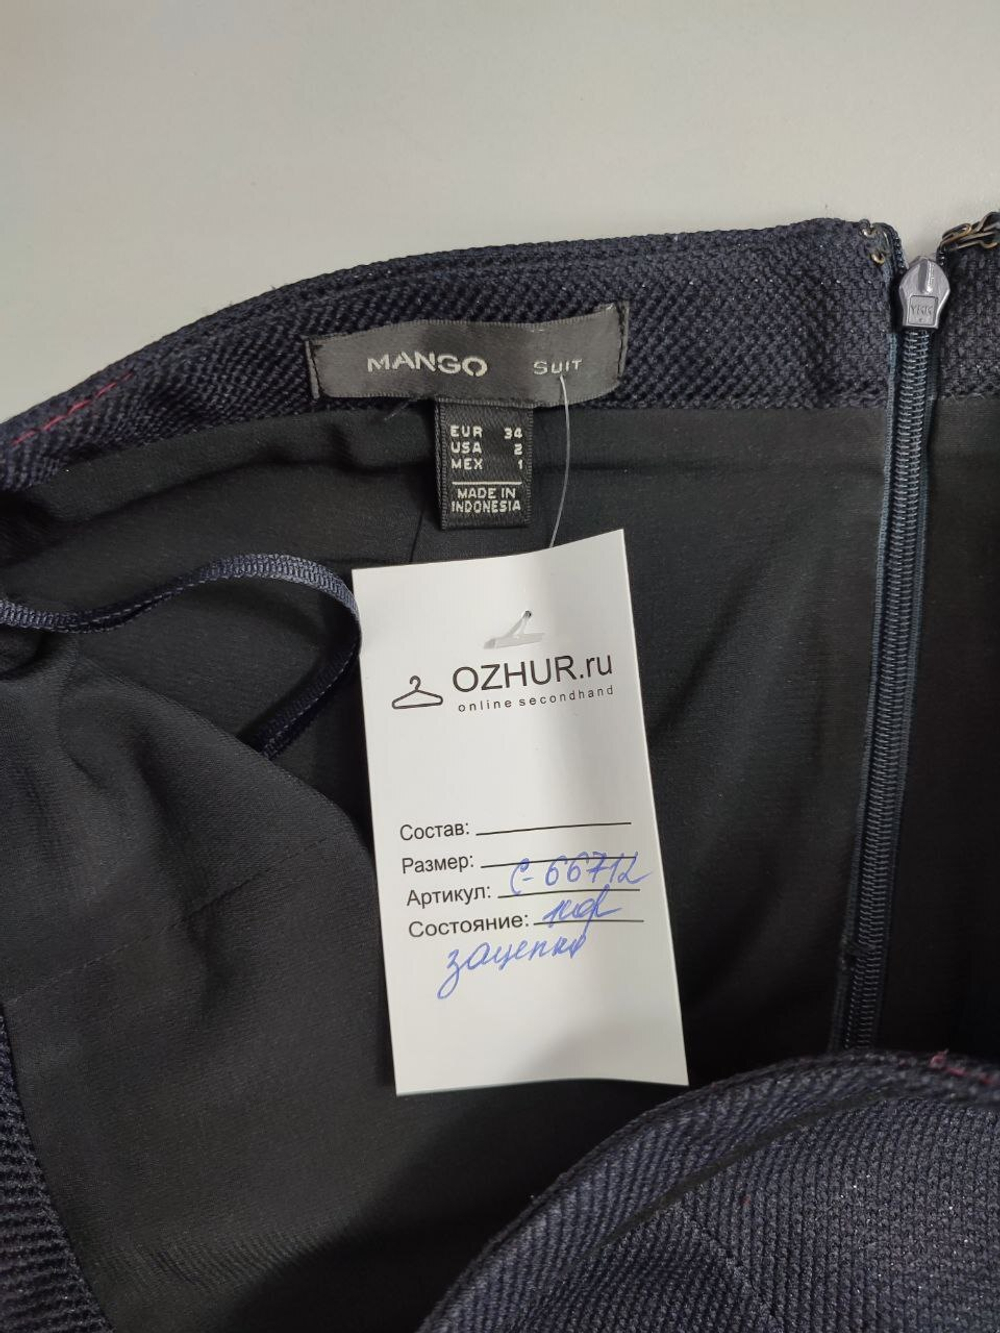 YKK
MANGO SUIT
EUR 34
USA 2
MEX 1
MADE IN
INDONESIA
OZHUR.ru
online secondhand
Состав:
Размер:
Артикул: С-66712
Состояние:
зацепки